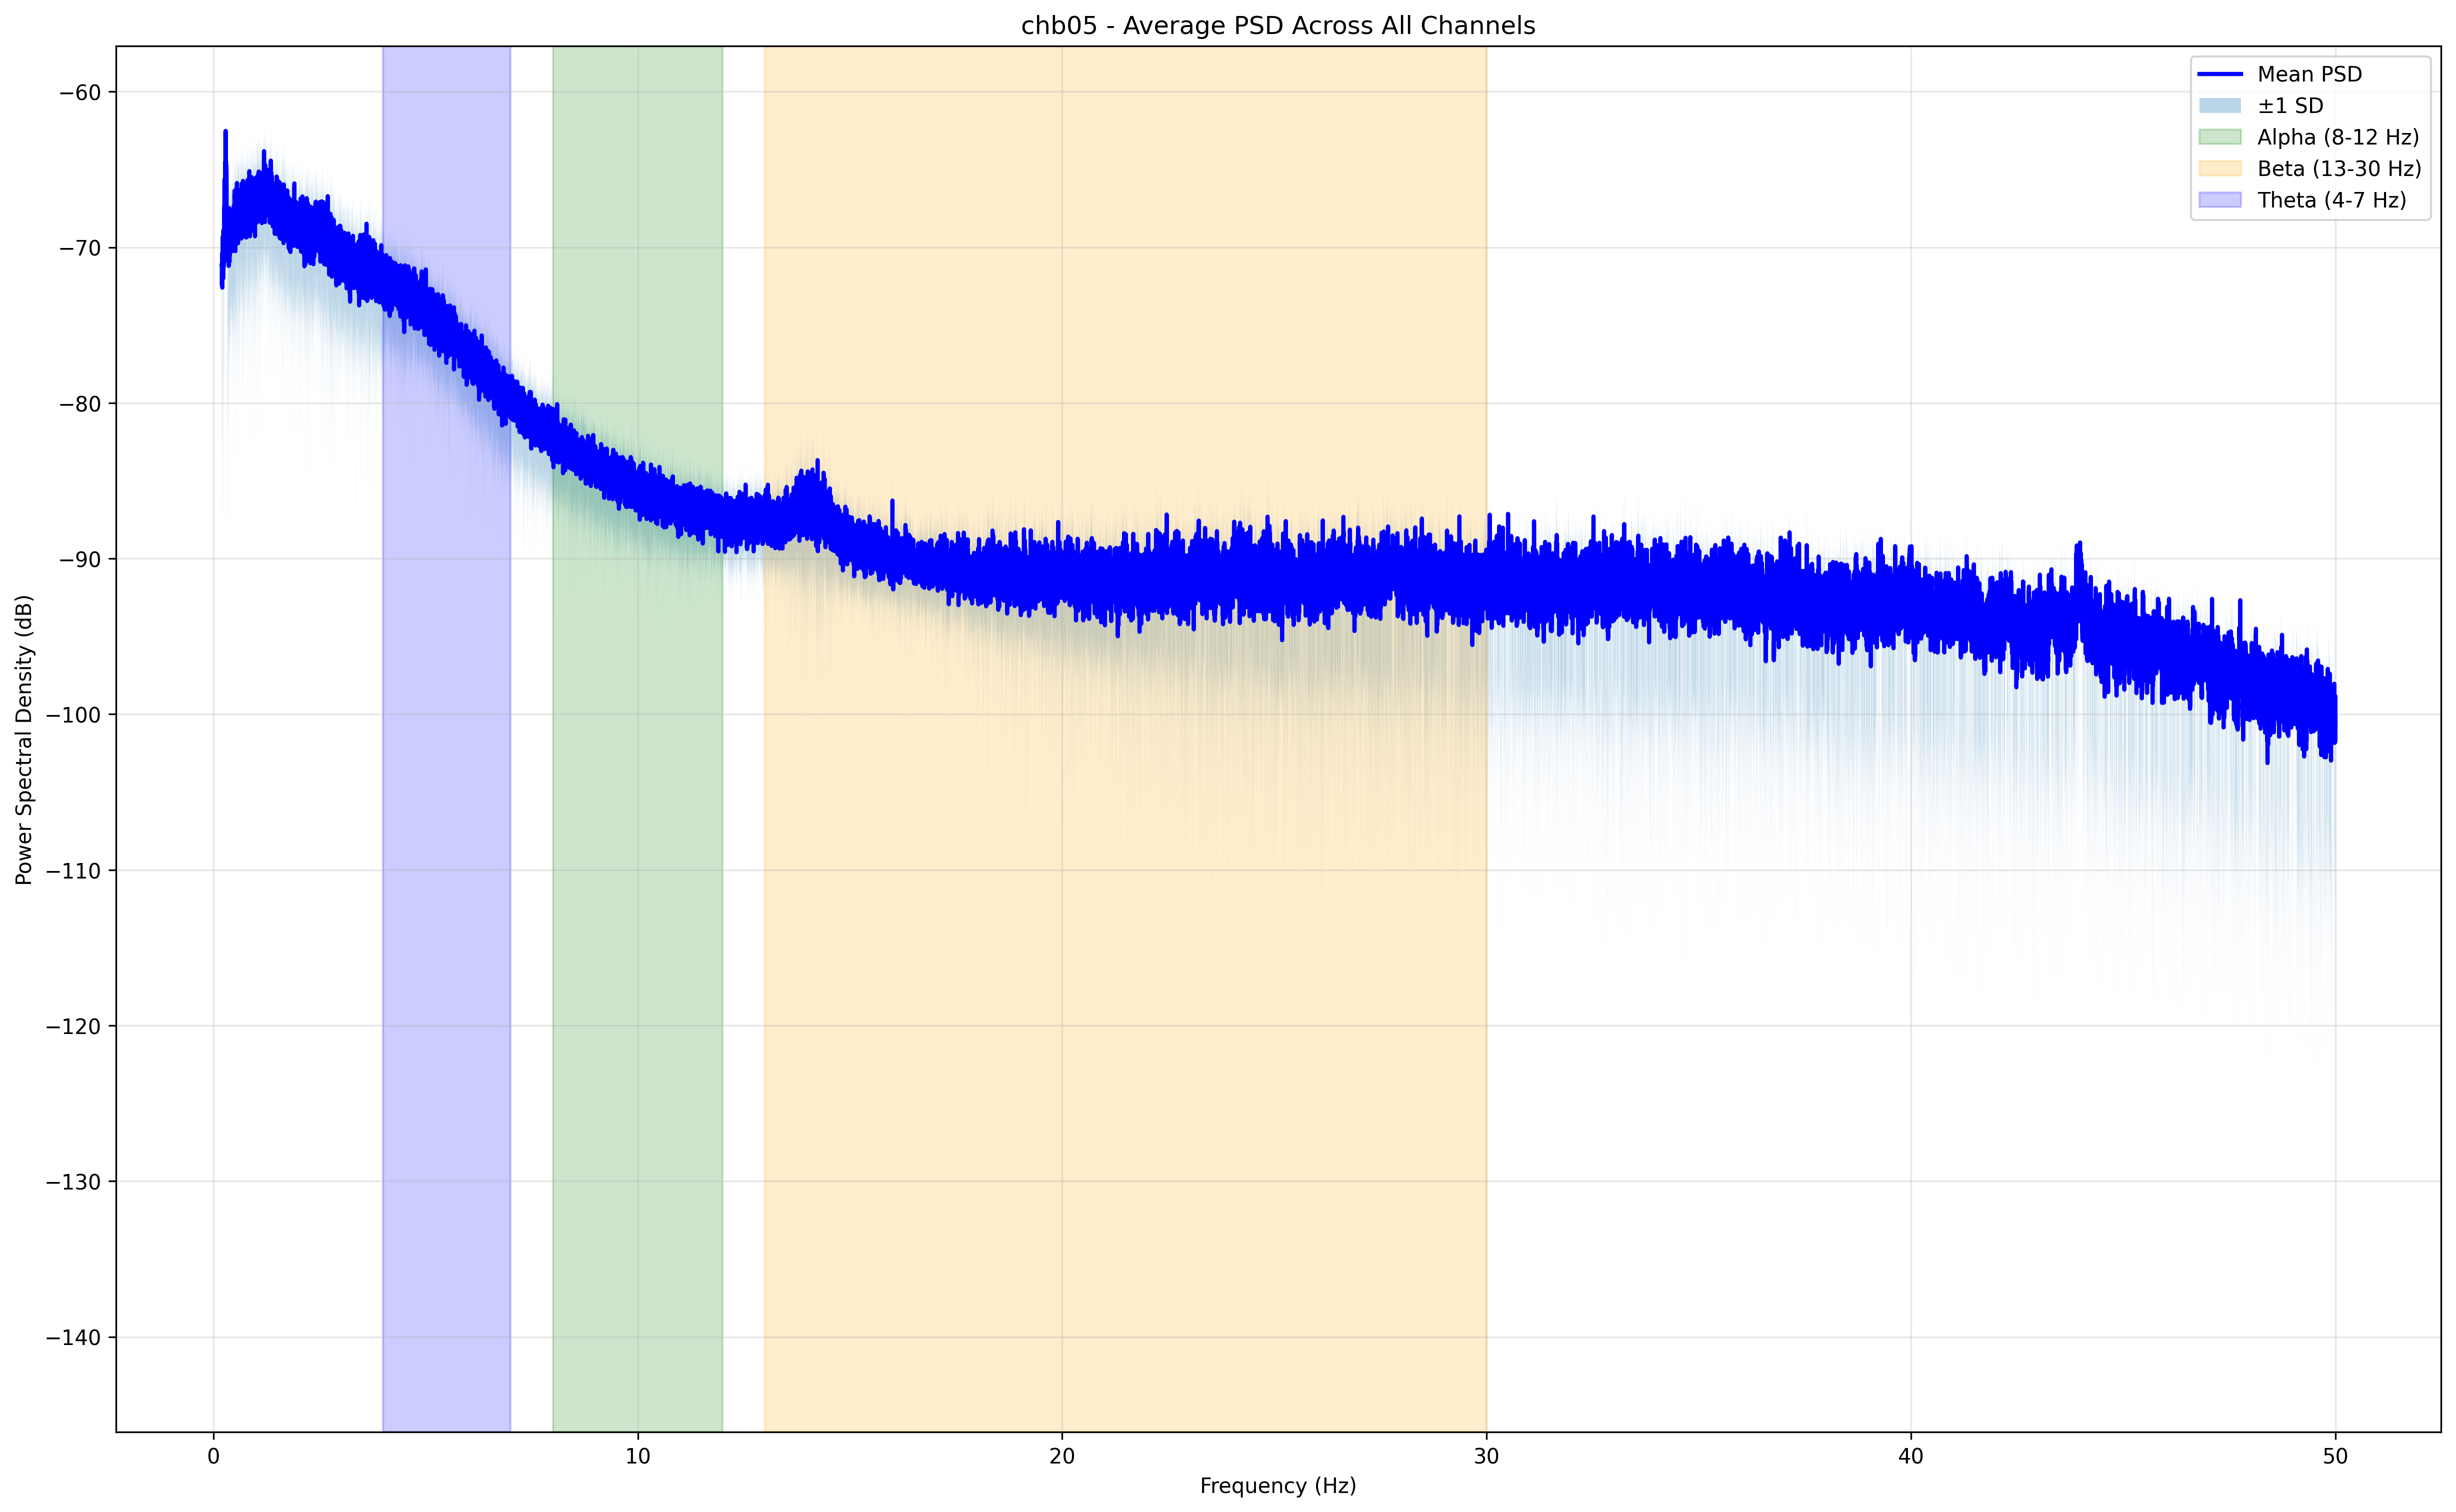 chb05 - Average PSD Across All Channels
Mean PSD
±1 SD
Alpha (8-12 Hz)
Beta (13-30 Hz)
Theta (4-7 Hz)
Power Spectral Density (dB)
−60
−70
−80
−90
−100
−110
−120
−130
−140
0 10 20 30 40 50
Frequency (Hz)